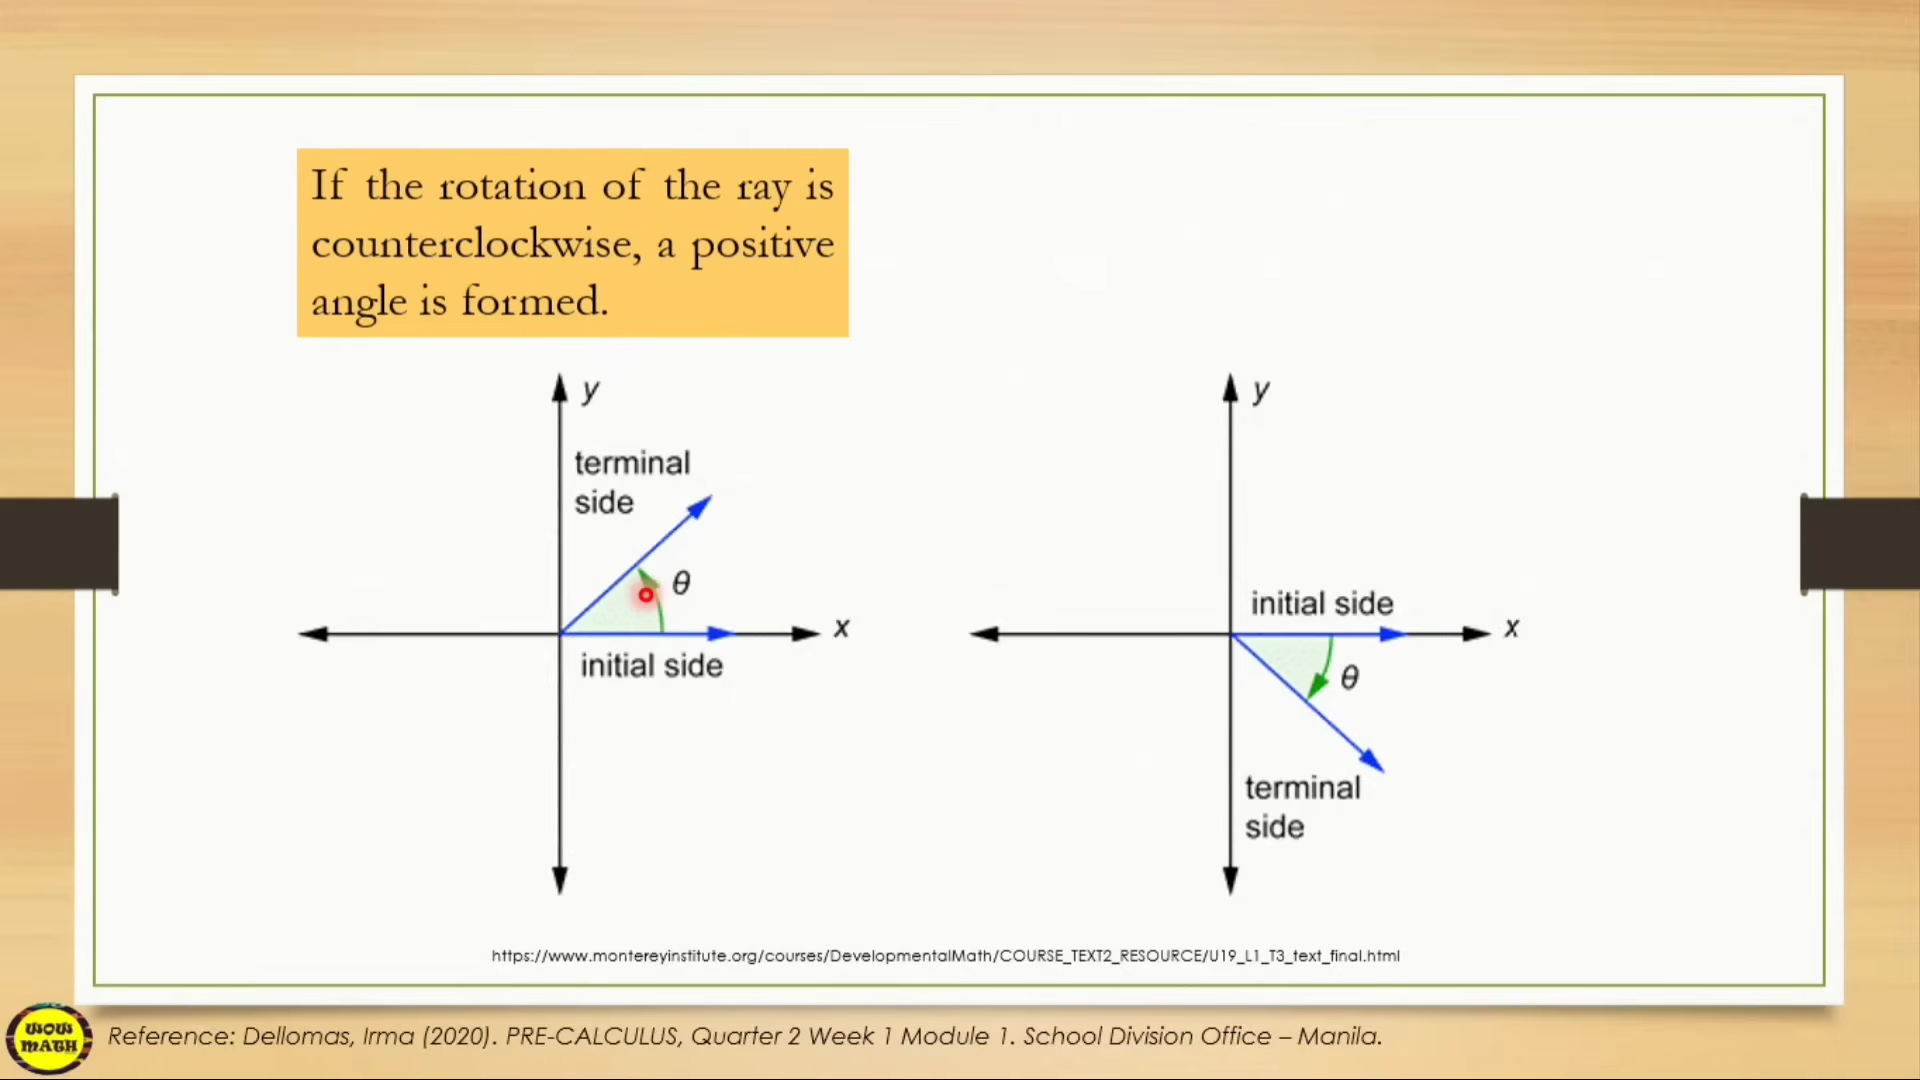 If the rotation of the ray is
counterclockwise, a positive
angle is formed.
y
terminal
side
θ
x
initial side
y
initial side
x
θ
terminal
side
https://www.montereyinstitute.org/courses/DevelopmentalMath/COURSE_TEXT2_RESOURCE/U19_L1_T3_text_final.html
WOW
MATH
Reference: Dellomas, Irma (2020). PRE-CALCULUS, Quarter 2 Week 1 Module 1. School Division Office – Manila.